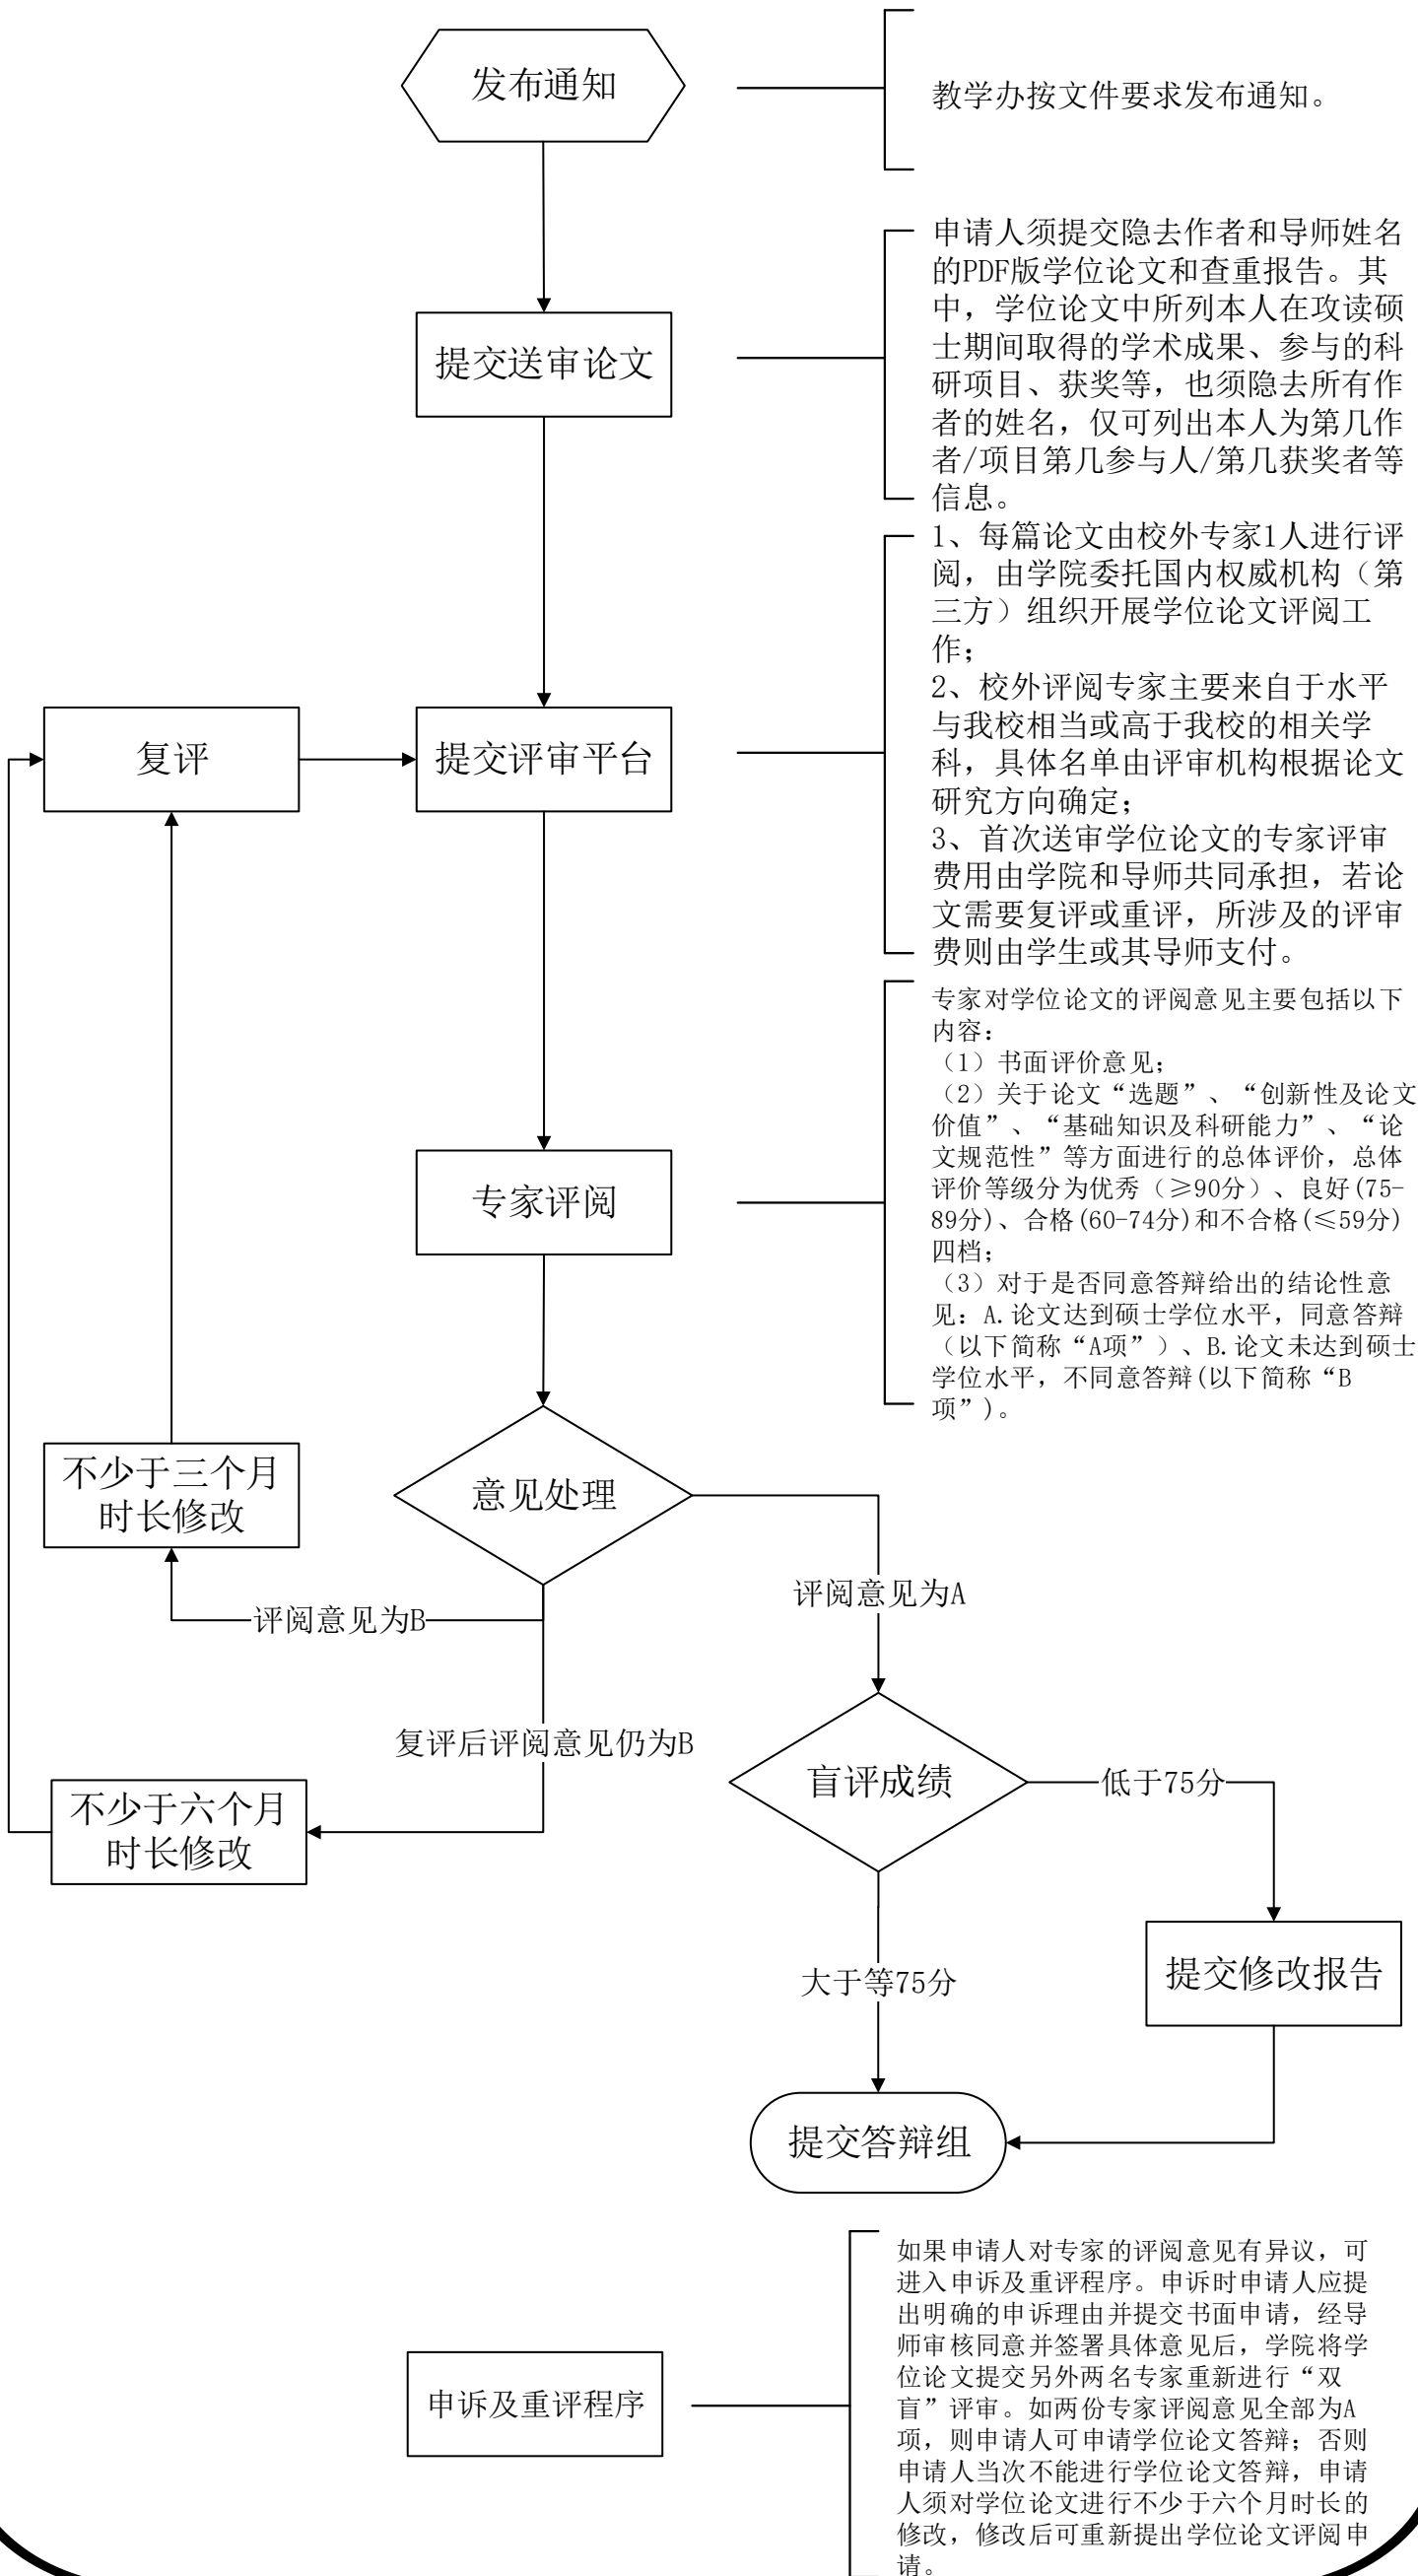 发布通知
教学办按文件要求发布通知。
提交送审论文
申请人须提交隐去作者和导师姓名
的PDF版学位论文和查重报告。其
中，学位论文中所列本人在攻读硕
士期间取得的学术成果、参与的科
研项目、获奖等，也须隐去所有作
者的姓名，仅可列出本人为第几作
者/项目第几参与人/第几获奖者等
信息。
复评
提交评审平台
1、每篇论文由校外专家1人进行评
阅，由学院委托国内权威机构（第
三方）组织开展学位论文评阅工
作；
2、校外评阅专家主要来自于水平
与我校相当或高于我校的相关学
科，具体名单由评审机构根据论文
研究方向确定；
3、首次送审学位论文的专家评审
费用由学院和导师共同承担，若论
文需要复评或重评，所涉及的评审
费则由学生或其导师支付。
专家评阅
专家对学位论文的评阅意见主要包括以下
内容：
（1）书面评价意见；
（2）关于论文“选题”、“创新性及论文
价值”、“基础知识及科研能力”、“论
文规范性”等方面进行的总体评价，总体
评价等级分为优秀（≥90分）、良好(75-
89分)、合格(60-74分)和不合格(≤59分)
四档；
（3）对于是否同意答辩给出的结论性意
见：A.论文达到硕士学位水平，同意答辩
（以下简称“A项”）、B.论文未达到硕士
学位水平，不同意答辩(以下简称“B
项”)。
不少于三个月
时长修改
意见处理
评阅意见为A
评阅意见为B
复评后评阅意见仍为B
不少于六个月
时长修改
盲评成绩
低于75分
大于等75分
提交修改报告
提交答辩组
申诉及重评程序
如果申请人对专家的评阅意见有异议，可
进入申诉及重评程序。申诉时申请人应提
出明确的申诉理由并提交书面申请，经导
师审核同意并签署具体意见后，学院将学
位论文提交另外两名专家重新进行“双
盲”评审。如两份专家评阅意见全部为A
项，则申请人可申请学位论文答辩；否则
申请人当次不能进行学位论文答辩，申请
人须对学位论文进行不少于六个月时长的
修改，修改后可重新提出学位论文评阅申
请。